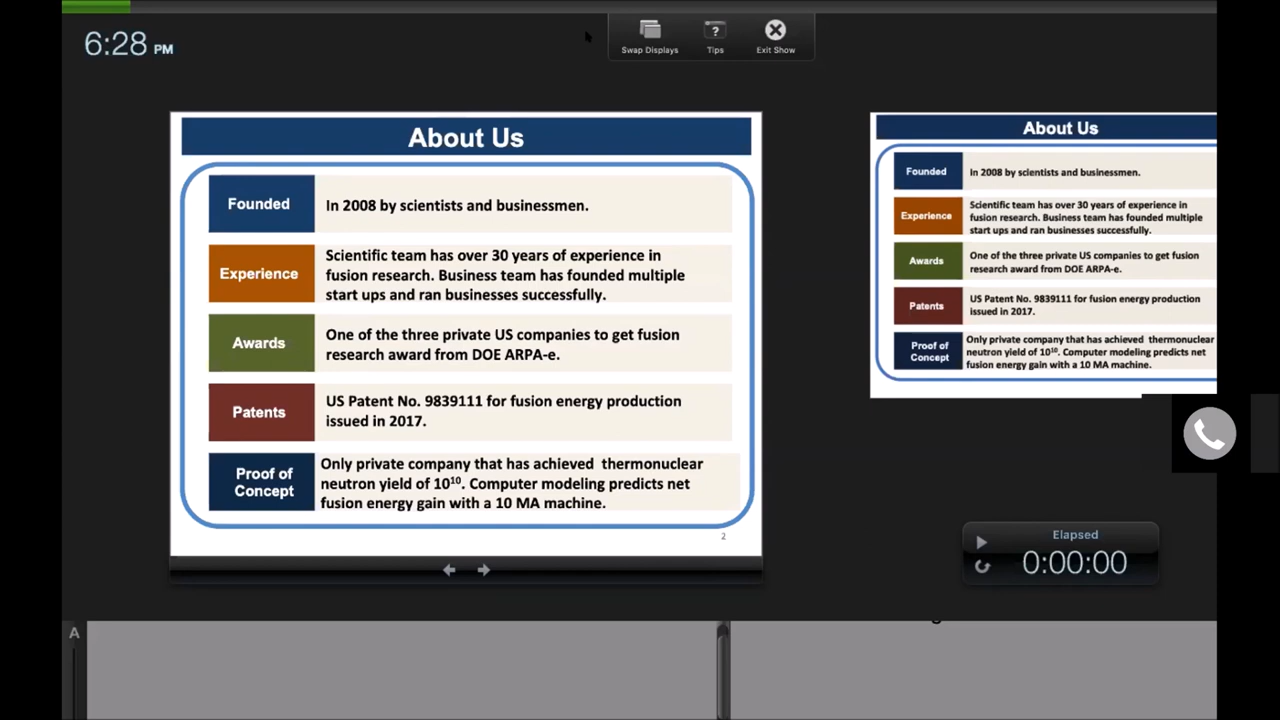 6:28 PM
Swap Displays
Tips
Exit Show
About Us
Founded
In 2008 by scientists and businessmen.
Experience
Scientific team has over 30 years of experience in
fusion research. Business team has founded multiple
start ups and ran businesses successfully.
Awards
One of the three private US companies to get fusion
research award from DOE ARPA-e.
Patents
US Patent No. 9839111 for fusion energy production
issued in 2017.
Proof of
Concept
Only private company that has achieved thermonuclear
neutron yield of 10¹⁰. Computer modeling predicts net
fusion energy gain with a 10 MA machine.
2
About Us
Founded
In 2008 by scientists and businessmen.
Experience
Scientific team has over 30 years of experience in
fusion research. Business team has founded multiple
start ups and ran businesses successfully.
Awards
One of the three private US companies to get fusion
research award from DOE ARPA-e.
Patents
US Patent No. 9839111 for fusion energy production
issued in 2017.
Proof of
Concept
Only private company that has achieved thermonuclear
neutron yield of 10¹⁰. Computer modeling predicts net
fusion energy gain with a 10 MA machine.
Elapsed
0:00:00
A